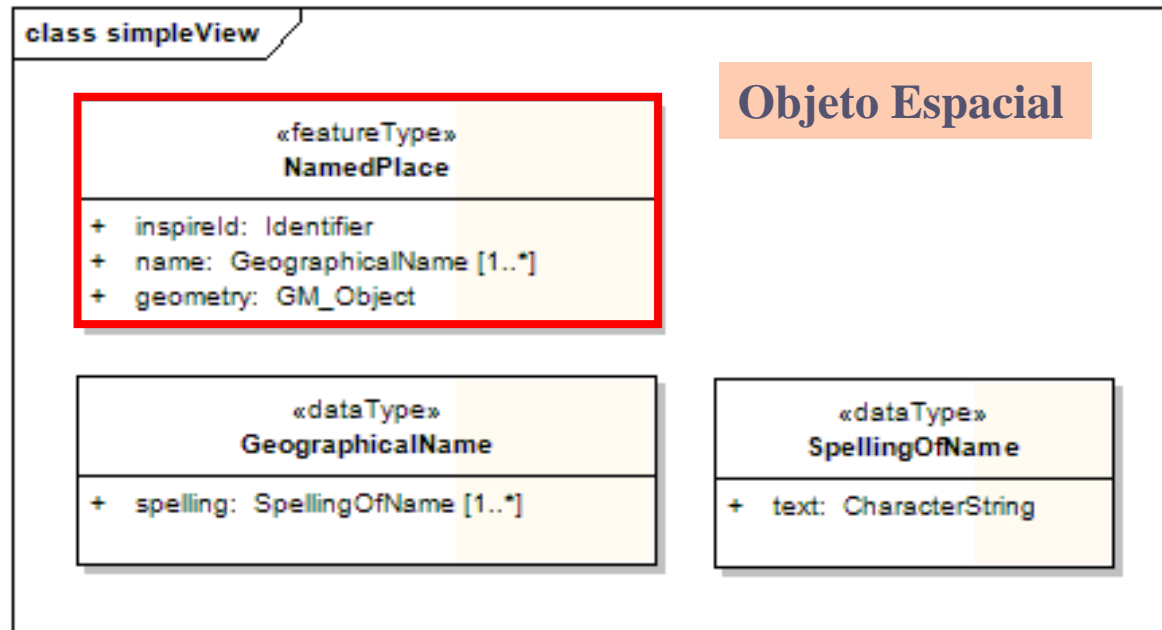 class simpleView
Objeto Espacial
«featureType»
NamedPlace
+ inspireId: Identifier
+ name: GeographicalName [1..*]
+ geometry: GM_Object
«dataType»
GeographicalName
+ spelling: SpellingOfName [1..*]
«dataType»
SpellingOfName
+ text: CharacterString